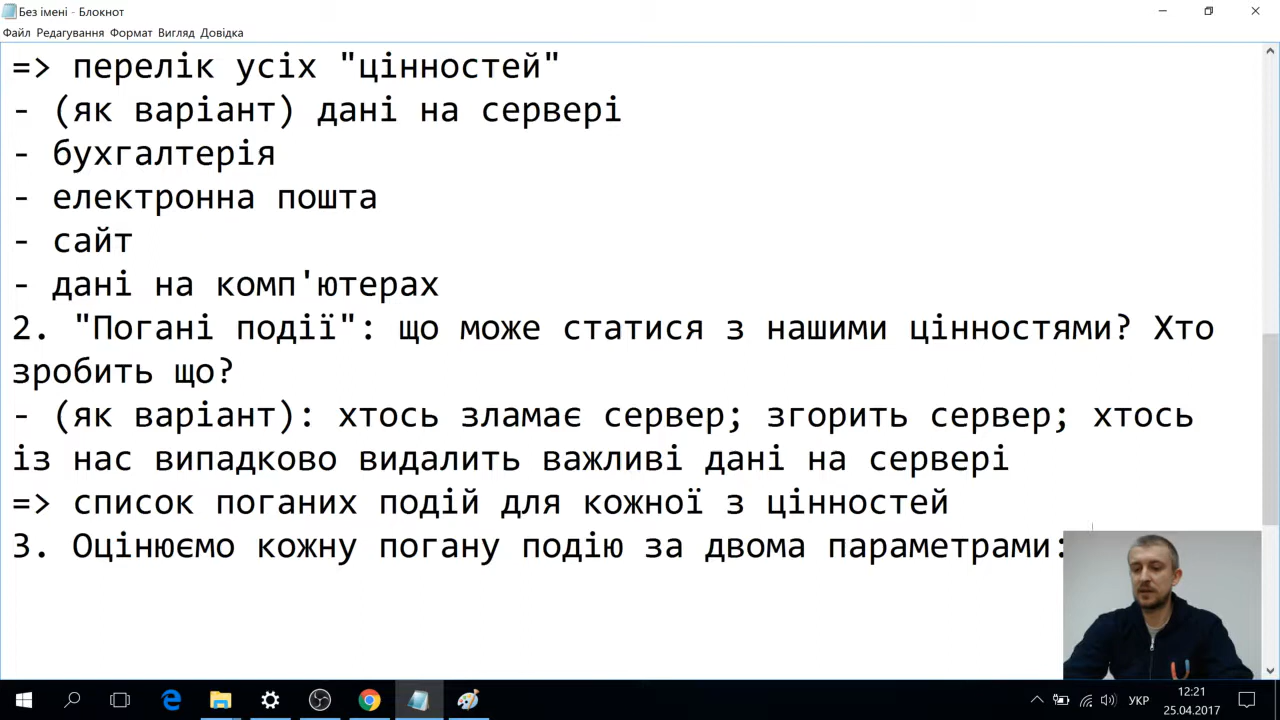 Без імені - Блокнот
Файл Редагування Формат Вигляд Довідка
=> перелік усіх "цінностей"
- (як варіант) дані на сервері
- бухгалтерія
- електронна пошта
- сайт
- дані на комп'ютерах
2. "Погані події": що може статися з нашими цінностями? Хто
зробить що?
- (як варіант): хтось зламає сервер; згорить сервер; хтось
із нас випадково видалить важливі дані на сервері
=> список поганих подій для кожної з цінностей
3. Оцінюємо кожну погану подію за двома параметрами:
УКР
12:21
25.04.2017